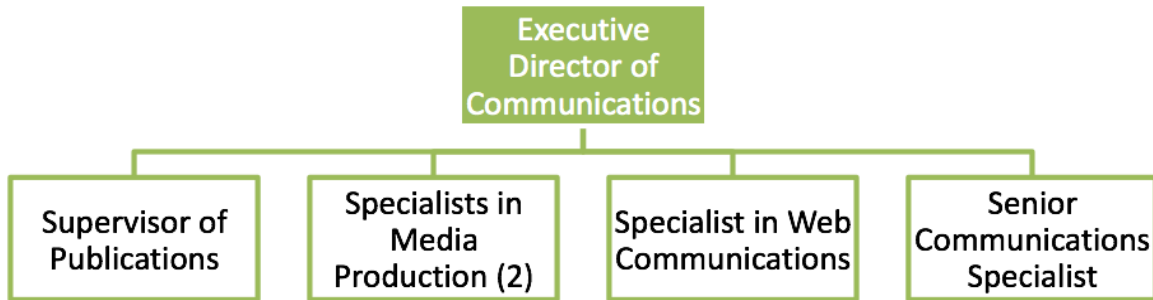 Executive
Director of
Communications
Supervisor of
Publications
Specialists in
Media
Production (2)
Specialist in Web
Communications
Senior
Communications
Specialist